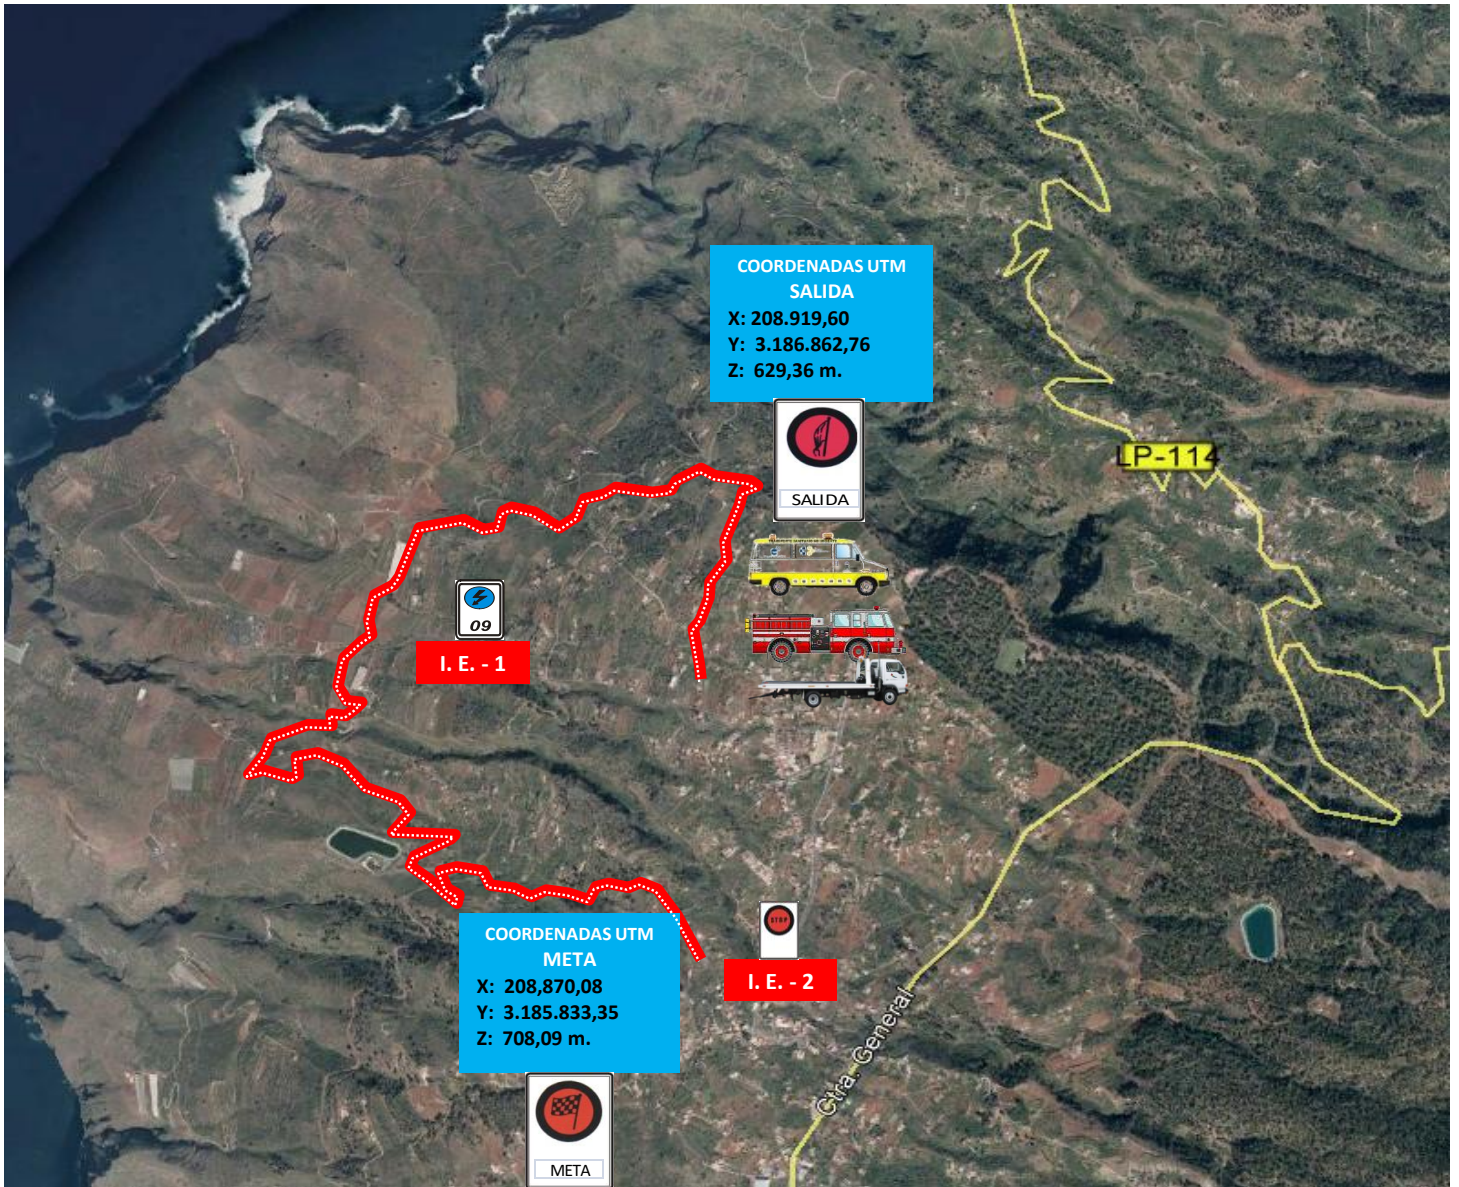 COORDENADAS UTM
SALIDA
X: 208.919,60
Y: 3.186.862,76
Z: 629,36 m.
SALIDA
LP-114
09
I. E. - 1
COORDENADAS UTM
META
X: 208,870,08
Y: 3.185.833,35
Z: 708,09 m.
META
STOP
I. E. - 2
Ctra. General